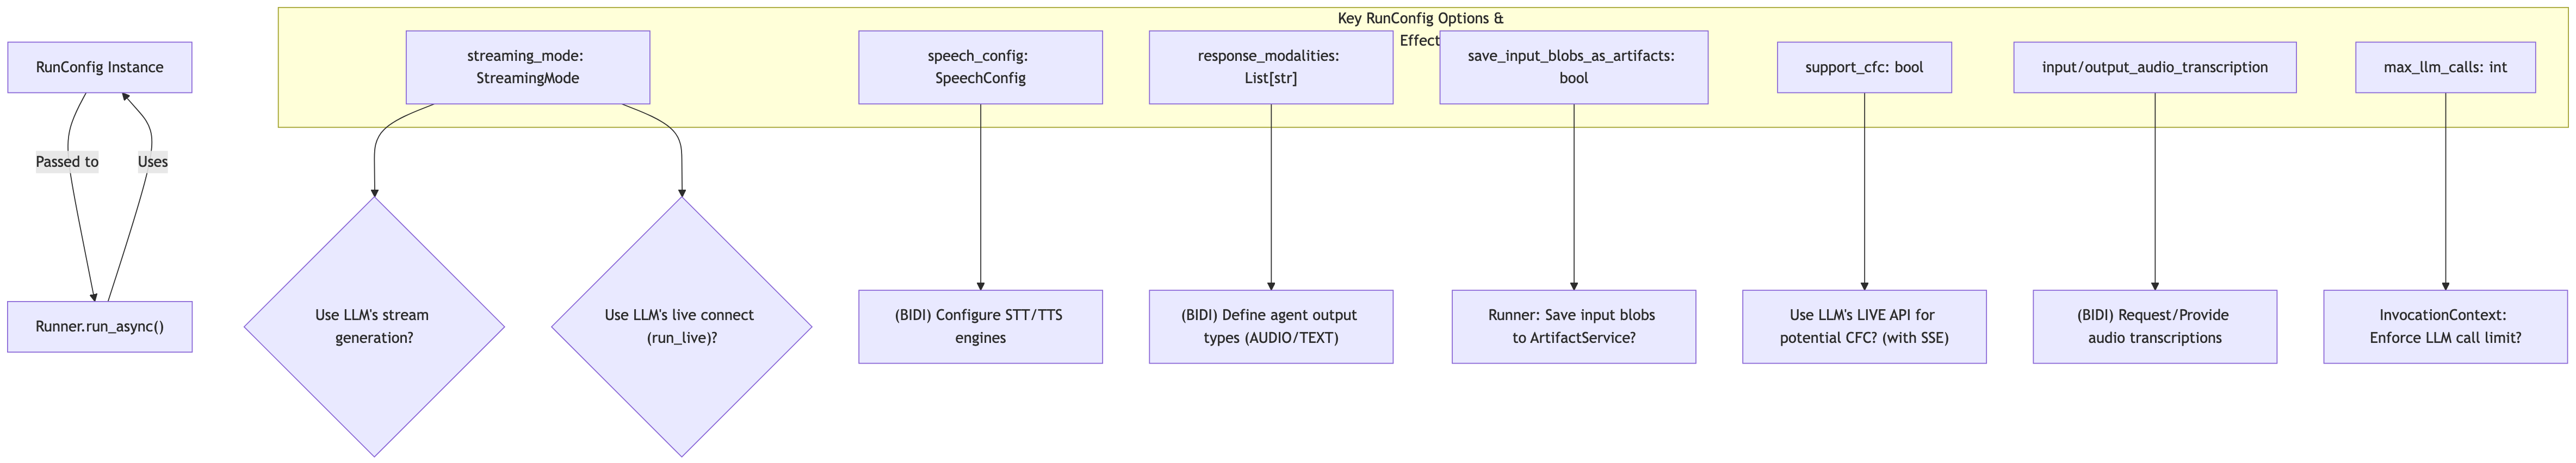 Key RunConfig Options &
Effect
RunConfig Instance
streaming_mode:
StreamingMode
speech_config:
SpeechConfig
response_modalities:
List[str]
save_input_blobs_as_artifacts:
bool
support_cfc: bool
input/output_audio_transcription
max_llm_calls: int
Passed to
Uses
Runner.run_async()
Use LLM's stream
generation?
Use LLM's live connect
(run_live)?
(BIDI) Configure STT/TTS
engines
(BIDI) Define agent output
types (AUDIO/TEXT)
Runner: Save input blobs
to ArtifactService?
Use LLM's LIVE API for
potential CFC? (with SSE)
(BIDI) Request/Provide
audio transcriptions
InvocationContext:
Enforce LLM call limit?